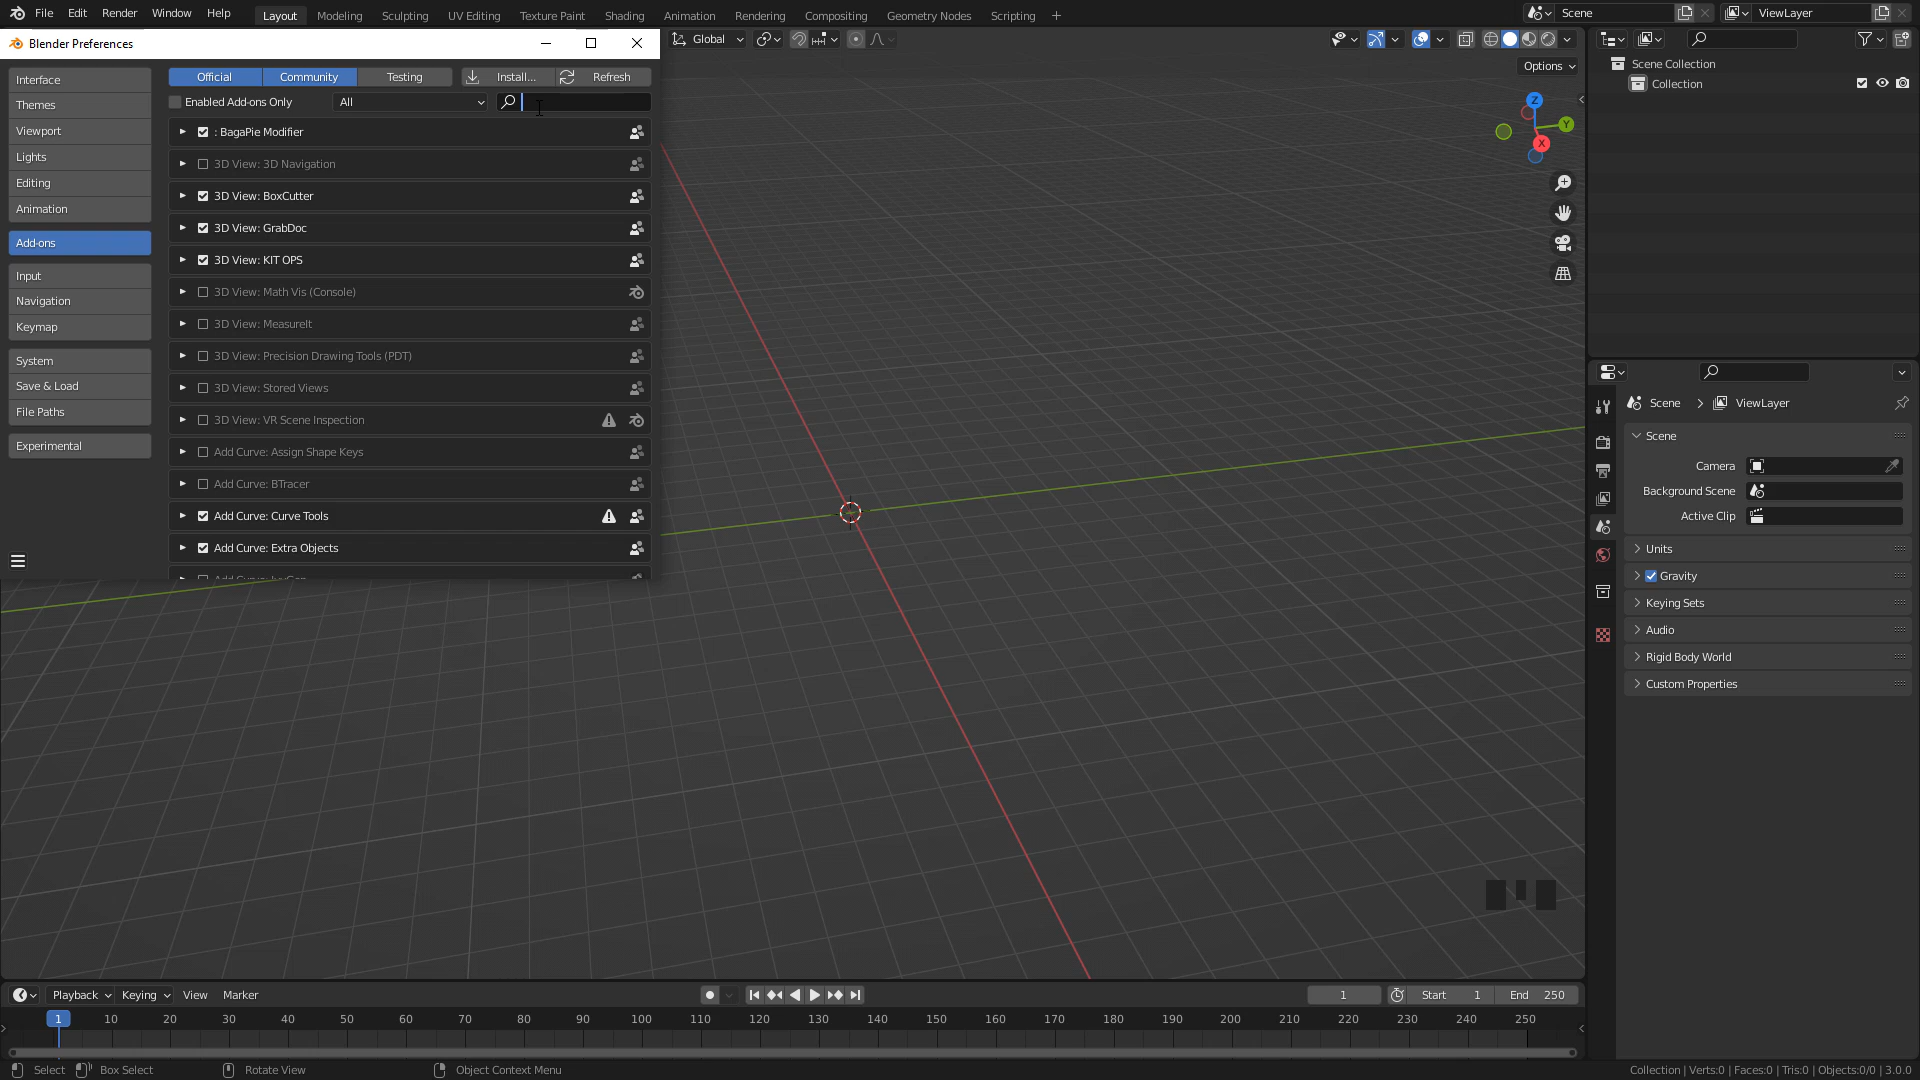 File Edit Render Window Help Layout Modeling Sculpting UV Editing Texture Paint Shading Animation Rendering Compositing Geometry Nodes Scripting + Scene ViewLayer
Blender Preferences
Global
Options
Interface
Themes
Viewport
Lights
Editing
Animation
Add-ons
Input
Navigation
Keymap
System
Save & Load
File Paths
Experimental
Official Community Testing Install... Refresh
Enabled Add-ons Only All
: BagaPie Modifier
3D View: 3D Navigation
3D View: BoxCutter
3D View: GrabDoc
3D View: KIT OPS
3D View: Math Vis (Console)
3D View: MeasureIt
3D View: Precision Drawing Tools (PDT)
3D View: Stored Views
3D View: VR Scene Inspection
Add Curve: Assign Shape Keys
Add Curve: BTracer
Add Curve: Curve Tools
Add Curve: Extra Objects
Z
Y
X
Scene Collection
Collection
Scene > ViewLayer
Scene
Camera
Background Scene
Active Clip
Units
Gravity
Keying Sets
Audio
Rigid Body World
Custom Properties
Playback Keying View Marker 1 Start 1 End 250
1 10 20 30 40 50 60 70 80 90 100 110 120 130 140 150 160 170 180 190 200 210 220 230 240 250
Select Box Select Rotate View Object Context Menu Collection | Verts:0 | Faces:0 | Tris:0 | Objects:0/0 | 3.0.0